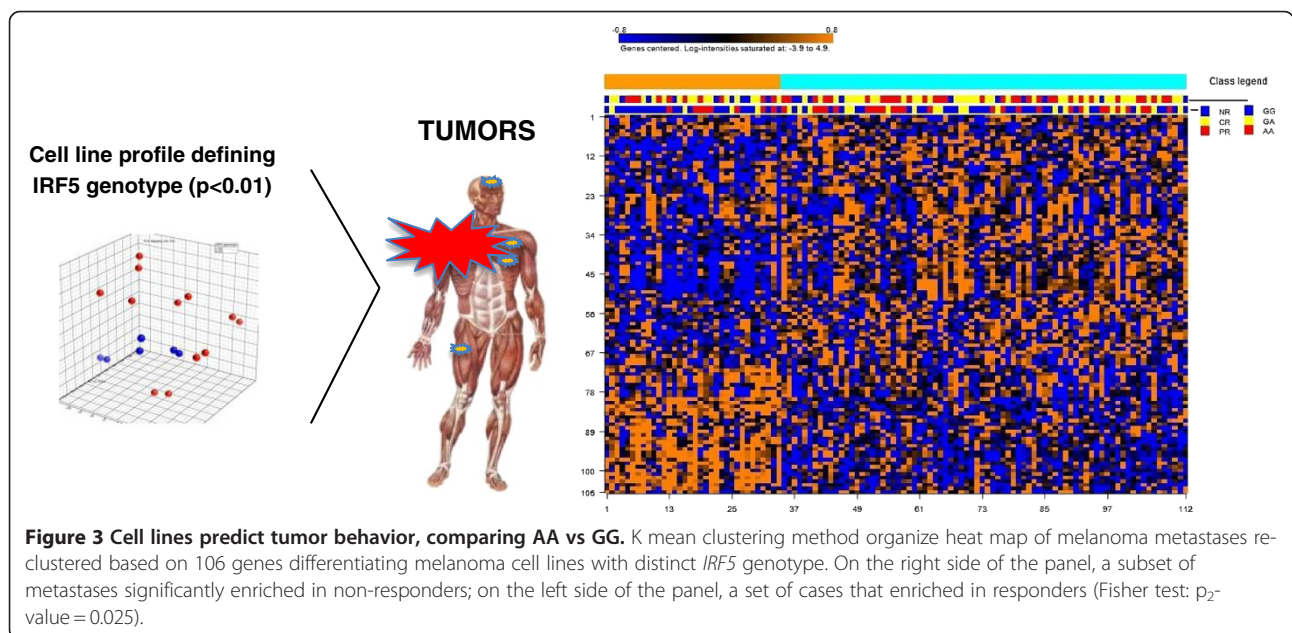 -0.8 0.8
Genes centered. Log-intensities saturated at: -3.9 to 4.9.
Class legend
NR GG
CR GA
PR AA
TUMORS
Cell line profile defining
IRF5 genotype (p<0.01)
1
12
23
34
45
56
67
78
89
100
106
1 13 25 37 49 61 73 85 97 112
Figure 3 Cell lines predict tumor behavior, comparing AA vs GG. K mean clustering method organize heat map of melanoma metastases re-
clustered based on 106 genes differentiating melanoma cell lines with distinct IRF5 genotype. On the right side of the panel, a subset of
metastases significantly enriched in non-responders; on the left side of the panel, a set of cases that enriched in responders (Fisher test: p2-
value = 0.025).